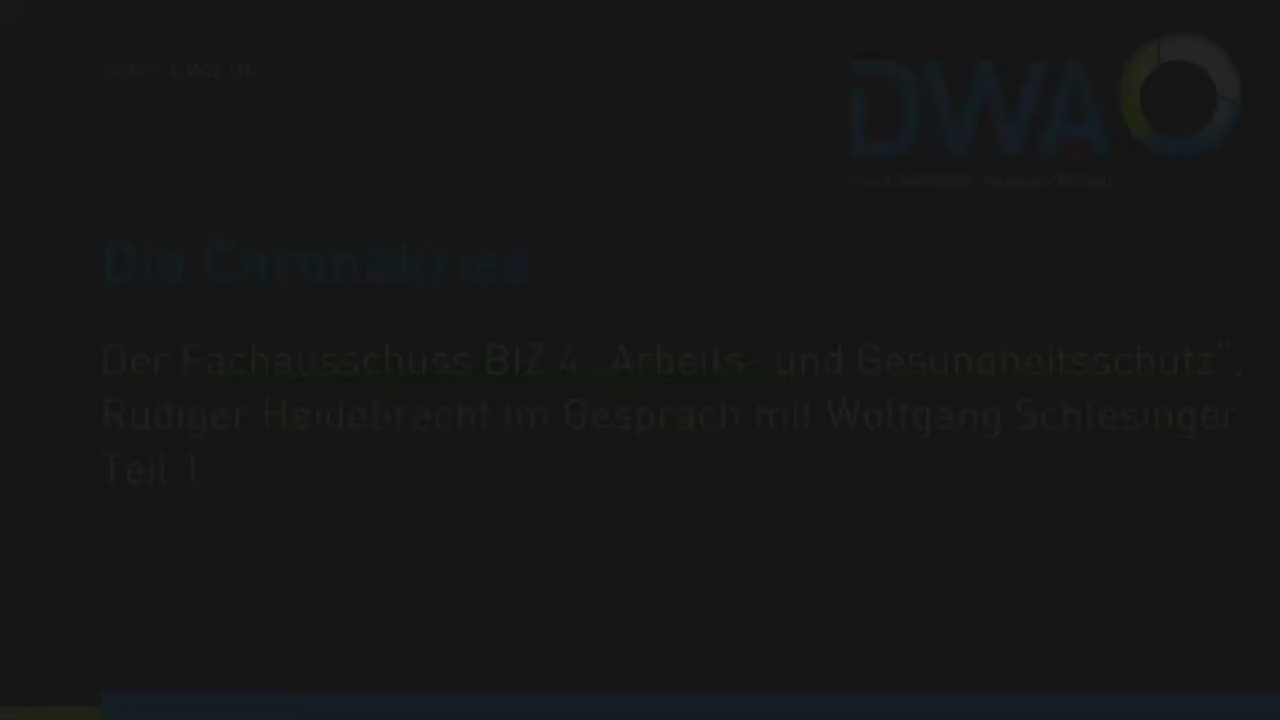 DWA
Die Coronakrise
Der Fachausschuss BIZ 4 „Arbeits- und Gesundheitsschutz“,
Rüdiger Heidebrecht im Gespräch mit Wolfgang Schlesinger
Teil 1